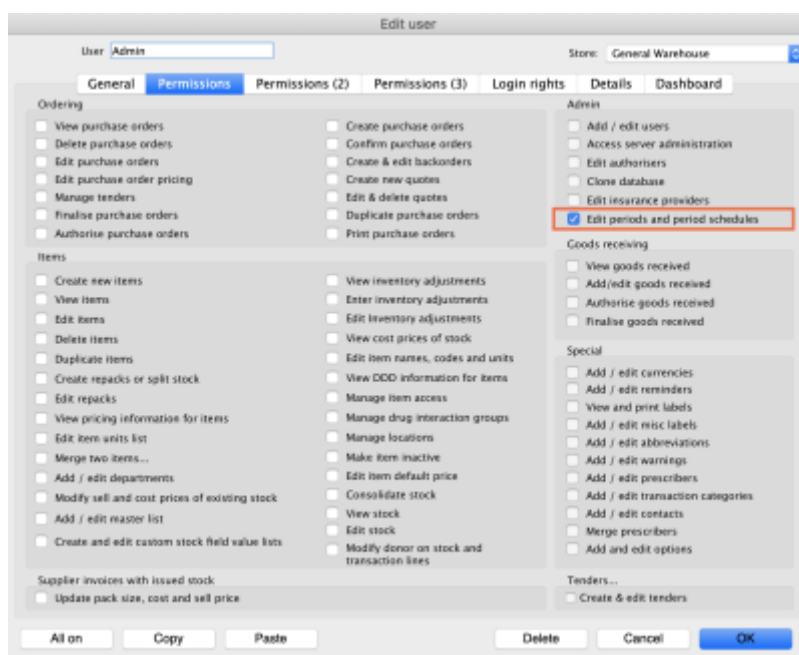 Edit user
User Admin
Store: General Warehouse
General Permissions Permissions (2) Permissions (3) Login rights Details Dashboard
Ordering
View purchase orders
Delete purchase orders
Edit purchase orders
Edit purchase order pricing
Manage tenders
Finalise purchase orders
Authorise purchase orders
Create purchase orders
Confirm purchase orders
Create & edit backorders
Create new quotes
Edit & delete quotes
Duplicate purchase orders
Print purchase orders
Items
Create new items
View items
Edit items
Delete items
Duplicate items
Create repacks or split stock
Edit repacks
View pricing information for items
Edit item units list
Merge two items...
Add / edit departments
Modify sell and cost prices of existing stock
Add / edit master list
Create and edit custom stock field value lists
View inventory adjustments
Enter inventory adjustments
Edit inventory adjustments
View cost prices of stock
Edit item names, codes and units
View DDD information for items
Manage item access
Manage drug interaction groups
Manage locations
Make item inactive
Edit item default price
Consolidate stock
View stock
Edit stock
Modify donor on stock and
transaction lines
Supplier invoices with issued stock
Update pack size, cost and sell price
Admin
Add / edit users
Access server administration
Edit authorisers
Clone database
Edit insurance providers
Edit periods and period schedules
Goods receiving
View goods received
Add/edit goods received
Authorise goods received
Finalise goods received
Special
Add / edit currencies
Add / edit reminders
View and print labels
Add / edit misc labels
Add / edit abbreviations
Add / edit warnings
Add / edit prescribers
Add / edit transaction categories
Add / edit contacts
Merge prescribers
Add and edit options
Tenders...
Create & edit tenders
All on Copy Paste Delete Cancel OK